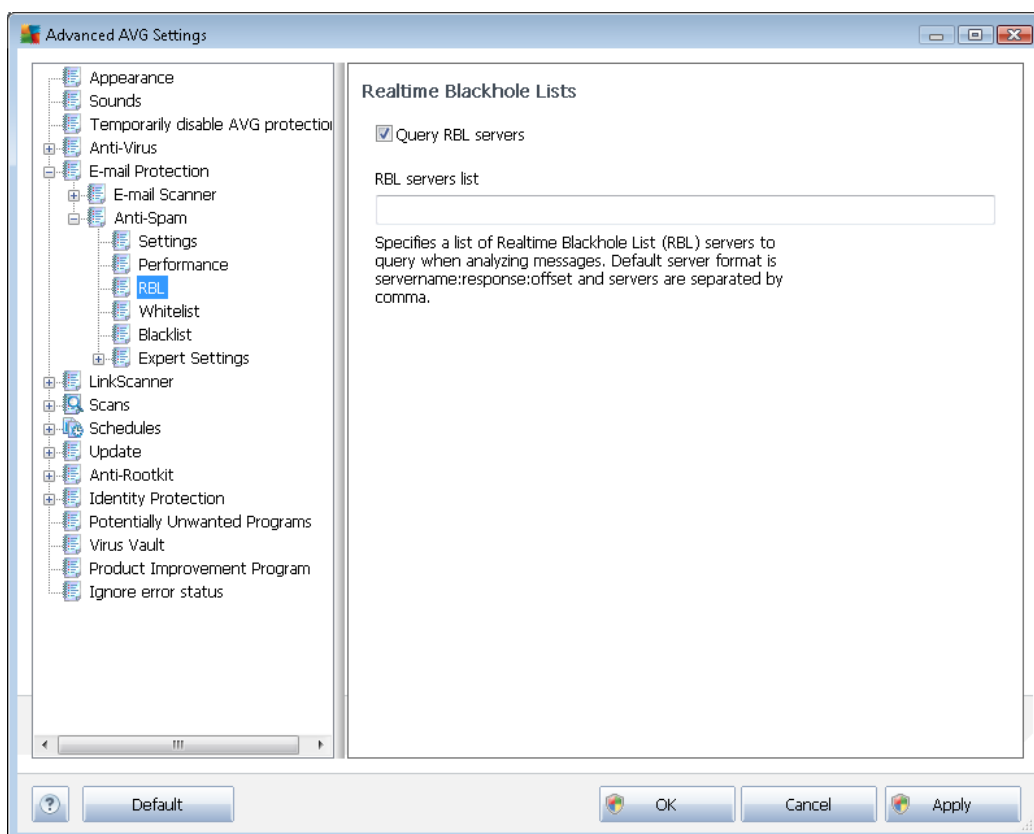 Advanced AVG Settings
Appearance
Sounds
Temporarily disable AVG protection
Anti-Virus
E-mail Protection
E-mail Scanner
Anti-Spam
Settings
Performance
RBL
Whitelist
Blacklist
Expert Settings
LinkScanner
Scans
Schedules
Update
Anti-Rootkit
Identity Protection
Potentially Unwanted Programs
Virus Vault
Product Improvement Program
Ignore error status
Realtime Blackhole Lists
Query RBL servers
RBL servers list
Specifies a list of Realtime Blackhole List (RBL) servers to
query when analyzing messages. Default server format is
servername:response:offset and servers are separated by
comma.
?
Default
OK
Cancel
Apply